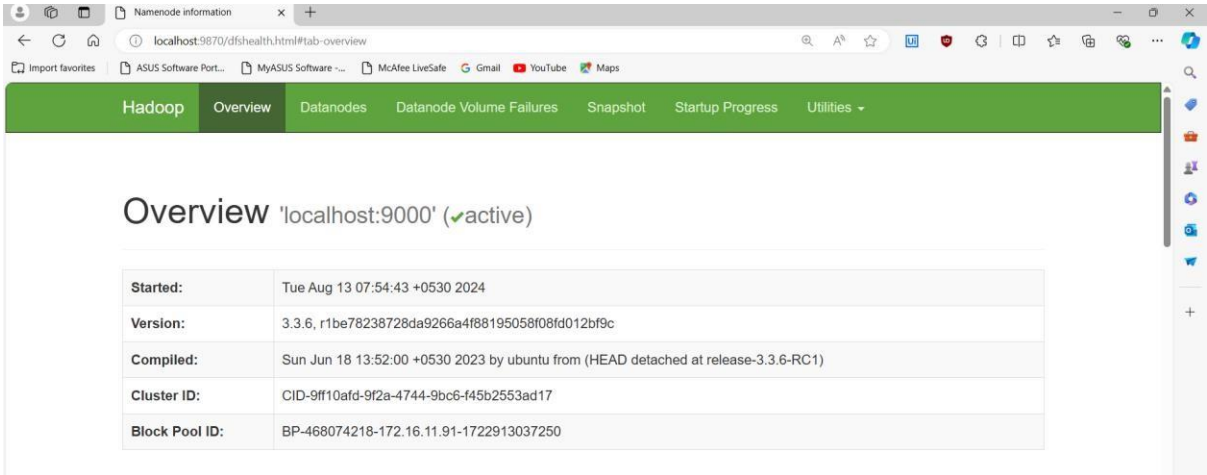 Namenode information
localhost:9870/dfshealth.html#tab-overview
Import favorites ASUS Software Port... MyASUS Software -... McAfee LiveSafe Gmail YouTube Maps
Hadoop Overview Datanodes Datanode Volume Failures Snapshot Startup Progress Utilities
Overview 'localhost:9000' (✔active)
Started: Tue Aug 13 07:54:43 +0530 2024
Version: 3.3.6, r1be78238728da9266a4f88195058f08fd012bf9c
Compiled: Sun Jun 18 13:52:00 +0530 2023 by ubuntu from (HEAD detached at release-3.3.6-RC1)
Cluster ID: CID-9ff10afd-9f2a-4744-9bc6-f45b2553ad17
Block Pool ID: BP-468074218-172.16.11.91-1722913037250